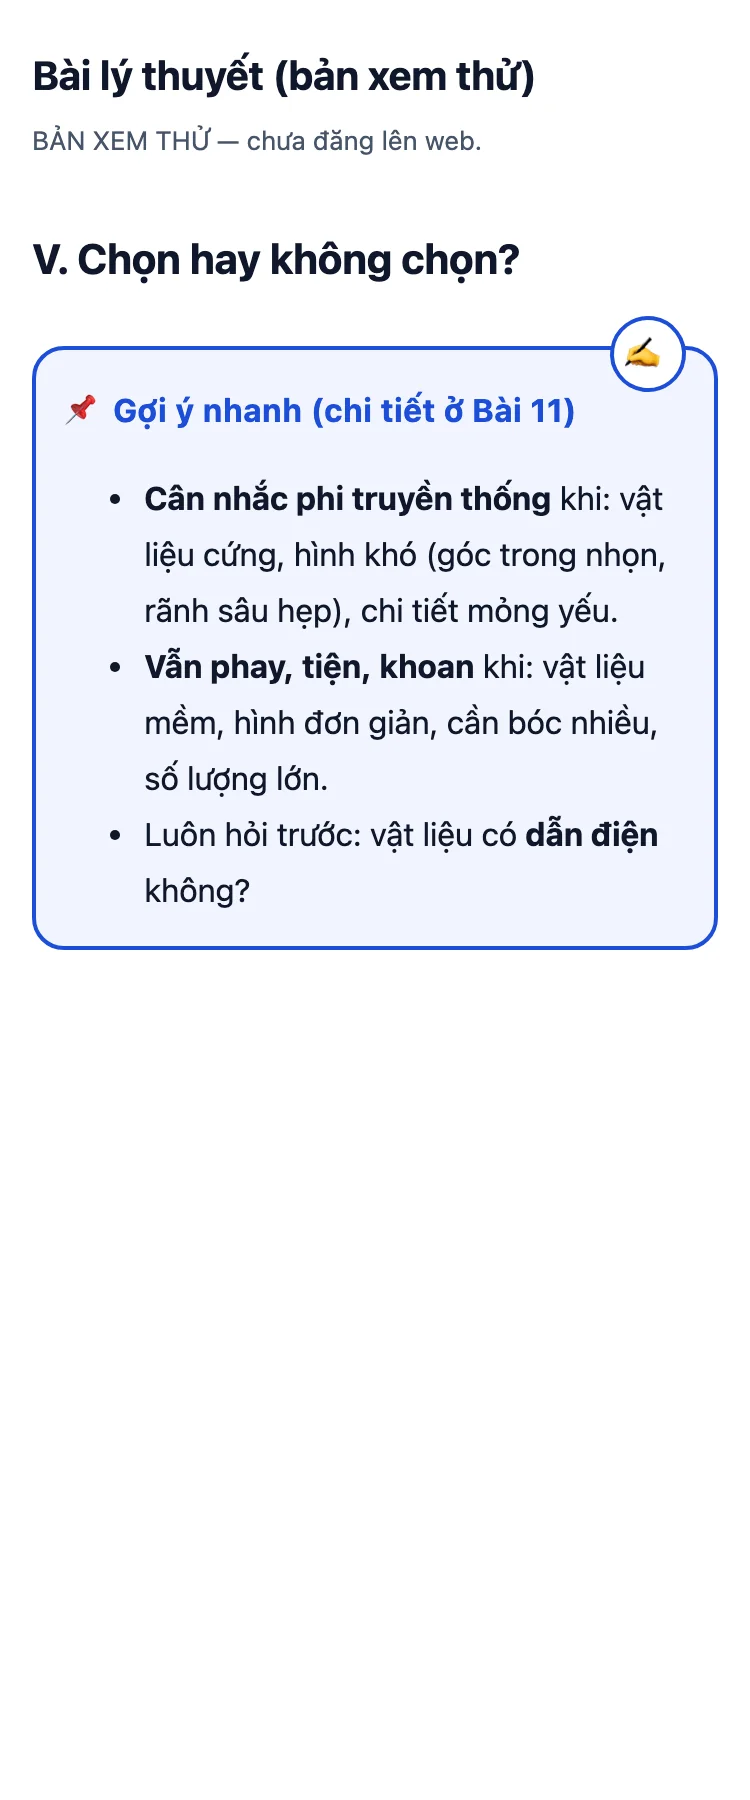 Bài lý thuyết (bản xem thử)
BẢN XEM THỬ — chưa đăng lên web.
V. Chọn hay không chọn?
Gợi ý nhanh (chi tiết ở Bài 11)
• Cân nhắc phi truyền thống khi: vật
liệu cứng, hình khó (góc trong nhọn,
rãnh sâu hẹp), chi tiết mỏng yếu.
• Vẫn phay, tiện, khoan khi: vật liệu
mềm, hình đơn giản, cần bóc nhiều,
số lượng lớn.
• Luôn hỏi trước: vật liệu có dẫn điện
không?